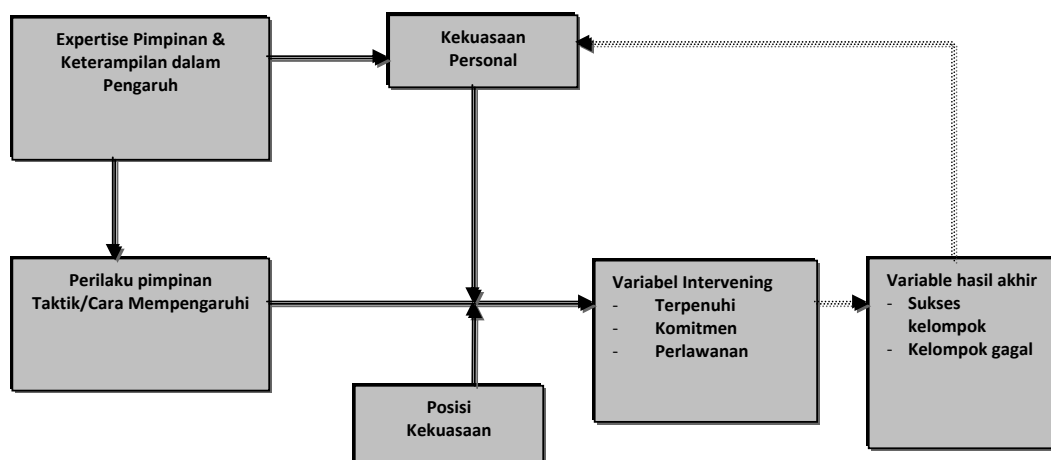 Expertise Pimpinan &
Keterampilan dalam
Pengaruh
Kekuasaan
Personal
Perilaku pimpinan
Taktik/Cara Mempengaruhi
Variabel Intervening
- Terpenuhi
- Komitmen
- Perlawanan
Variable hasil akhir
- Sukses
kelompok
- Kelompok gagal
Posisi
Kekuasaan